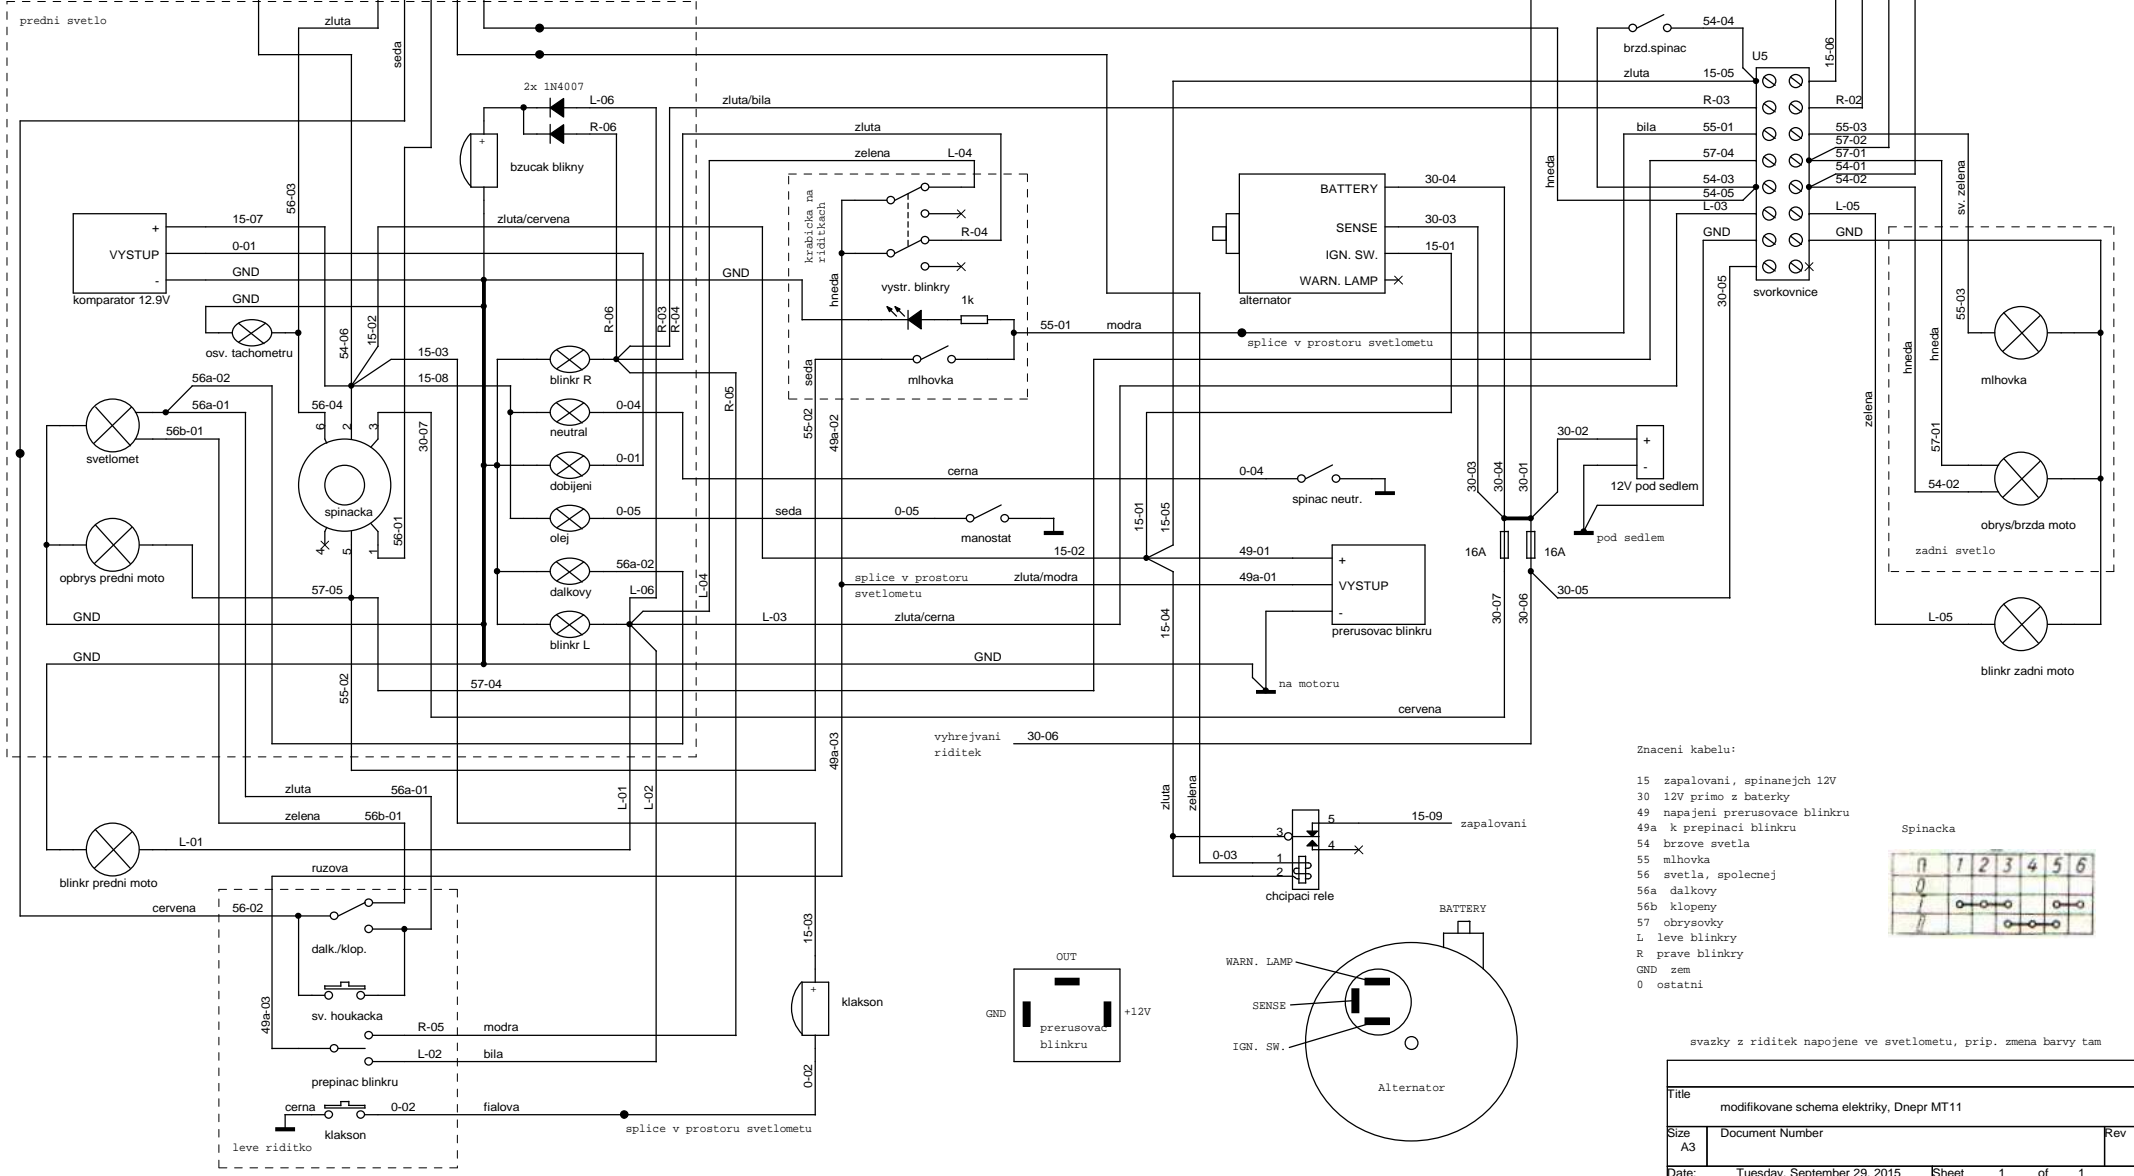 predni svetlo
zluta
seda
54-04
brzd.spinac
15-06
U5
zluta
15-05
2x 1N4007
L-06
zluta/bila
R-03
R-02
R-06
zluta
bila
55-01
55-03
57-02
bzucak blikny
zelena
L-04
57-04
57-01
54-01
hneda
54-03
54-02
54-05
sv. zelena
56-03
krabicka na
riditkach
BATTERY
30-04
L-03
L-05
15-07
zluta/cervena
R-04
SENSE
30-03
GND
GND
+
VYSTUP
-
0-01
GND
GND
IGN. SW.
15-01
WARN. LAMP
komparator 12.9V
GND
hneda
vystr. blinkry
alternator
svorkovnice
30-05
1k
osv. tachometru
54-06
15-02
R-06
R-03
R-04
55-01
modra
splice v prostoru svetlometu
55-03
15-03
blinkr R
seda
mlhovka
hneda
hneda
mlhovka
56a-02
15-08
R-05
56a-01
56-04
0-04
neutral
55-02
49a-02
zelena
56b-01
6
2
3
30-07
30-02
+
-
57-01
svetlomet
0-01
dobijeni
cerna
0-04
spinac neutr.
30-03
30-04
30-01
12V pod sedlem
54-02
spinacka
0-05
olej
seda
0-05
manostat
15-01
15-05
obrys/brzda moto
4
5
1
56-01
15-02
49-01
+
VYSTUP
-
16A
16A
pod sedlem
zadni svetlo
opbrys predni moto
56a-02
dalkovy
L-04
splice v prostoru
svetlometu
zluta/modra
49a-01
57-05
L-06
30-05
GND
blinkr L
L-03
zluta/cerna
15-04
prerusovac blinkru
30-07
30-06
L-05
GND
GND
blinkr zadni moto
55-02
57-04
na motoru
cervena
vyhrejvani
riditek
30-06
49a-03
Znaceni kabelu:
15 zapalovani, spinanejch 12V
30 12V primo z baterky
49 napajeni prerusovace blinkru
49a k prepinaci blinkru
54 brzove svetla
55 mlhovka
56 svetla, spolecnej
56a dalkovy
56b klopeny
57 obrysovky
L leve blinkry
R prave blinkry
GND zem
0 ostatni
zluta
56a-01
L-01
L-02
zluta
zelena
zelena
56b-01
5
15-09
zapalovani
3
4
L-01
0-03
1
2
chcipaci rele
Spinacka
1 2 3 4 5 6
blinkr predni moto
ruzova
cervena
56-02
dalk./klop.
15-03
BATTERY
OUT
WARN. LAMP
SENSE
IGN. SW.
Alternator
GND
+12V
prerusovac
blinkru
sv. houkacka
+
klakson
49a-03
R-05
modra
L-02
bila
prepinac blinkru
0-02
cerna
0-02
fialova
klakson
splice v prostoru svetlometu
leve riditko
svazky z riditek napojene ve svetlometu, prip. zmena barvy tam
Title
modifikovane schema elektriky, Dnepr MT11
Size
A3
Document Number
Rev
Date:
Tuesday, September 29, 2015
Sheet
1
of
1